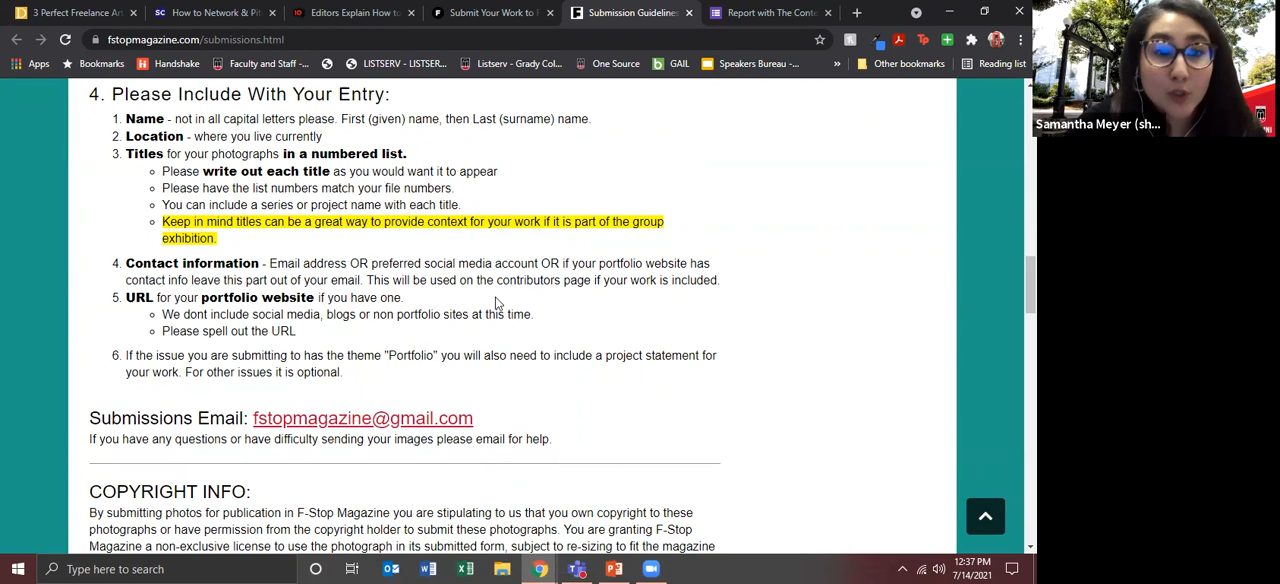 3 Perfect Freelance Art
How to Network & Pit
Editors Explain How to
Submit Your Work to F
Submission Guidelines
Report with The Conte
fstopmagazine.com/submissions.html
Apps
Bookmarks
Handshake
Faculty and Staff -...
LISTSERV - LISTSER...
Listserv - Grady Col...
One Source
GAIL
Speakers Bureau -...
»
Other bookmarks
Reading list
4. Please Include With Your Entry:
1. Name - not in all capital letters please. First (given) name, then Last (surname) name.
2. Location - where you live currently
3. Titles for your photographs in a numbered list.
Please write out each title as you would want it to appear
Please have the list numbers match your file numbers.
You can include a series or project name with each title.
Keep in mind titles can be a great way to provide context for your work if it is part of the group
exhibition.
4. Contact information - Email address OR preferred social media account OR if your portfolio website has
contact info leave this part out of your email. This will be used on the contributors page if your work is included.
5. URL for your portfolio website if you have one.
We dont include social media, blogs or non portfolio sites at this time.
Please spell out the URL
6. If the issue you are submitting to has the theme "Portfolio" you will also need to include a project statement for
your work. For other issues it is optional.
Submissions Email: fstopmagazine@gmail.com
If you have any questions or have difficulty sending your images please email for help.
COPYRIGHT INFO:
By submitting photos for publication in F-Stop Magazine you are stipulating to us that you own copyright to these
photographs or have permission from the copyright holder to submit these photographs. You are granting F-Stop
Magazine a non-exclusive license to use the photograph in its submitted form, subject to re-sizing to fit the magazine
Samantha Meyer (sh...
Type here to search
12:37 PM
7/14/2021